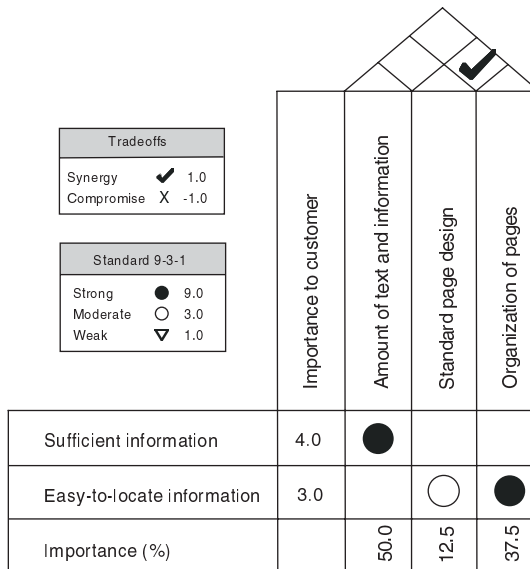 Tradeoffs
Synergy ✔ 1.0
Compromise X -1.0
Standard 9-3-1
Strong ● 9.0
Moderate ○ 3.0
Weak ▽ 1.0
Importance to customer
Amount of text and information
Standard page design
Organization of pages
Sufficient information 4.0
Easy-to-locate information 3.0
Importance (%) 50.0 12.5 37.5